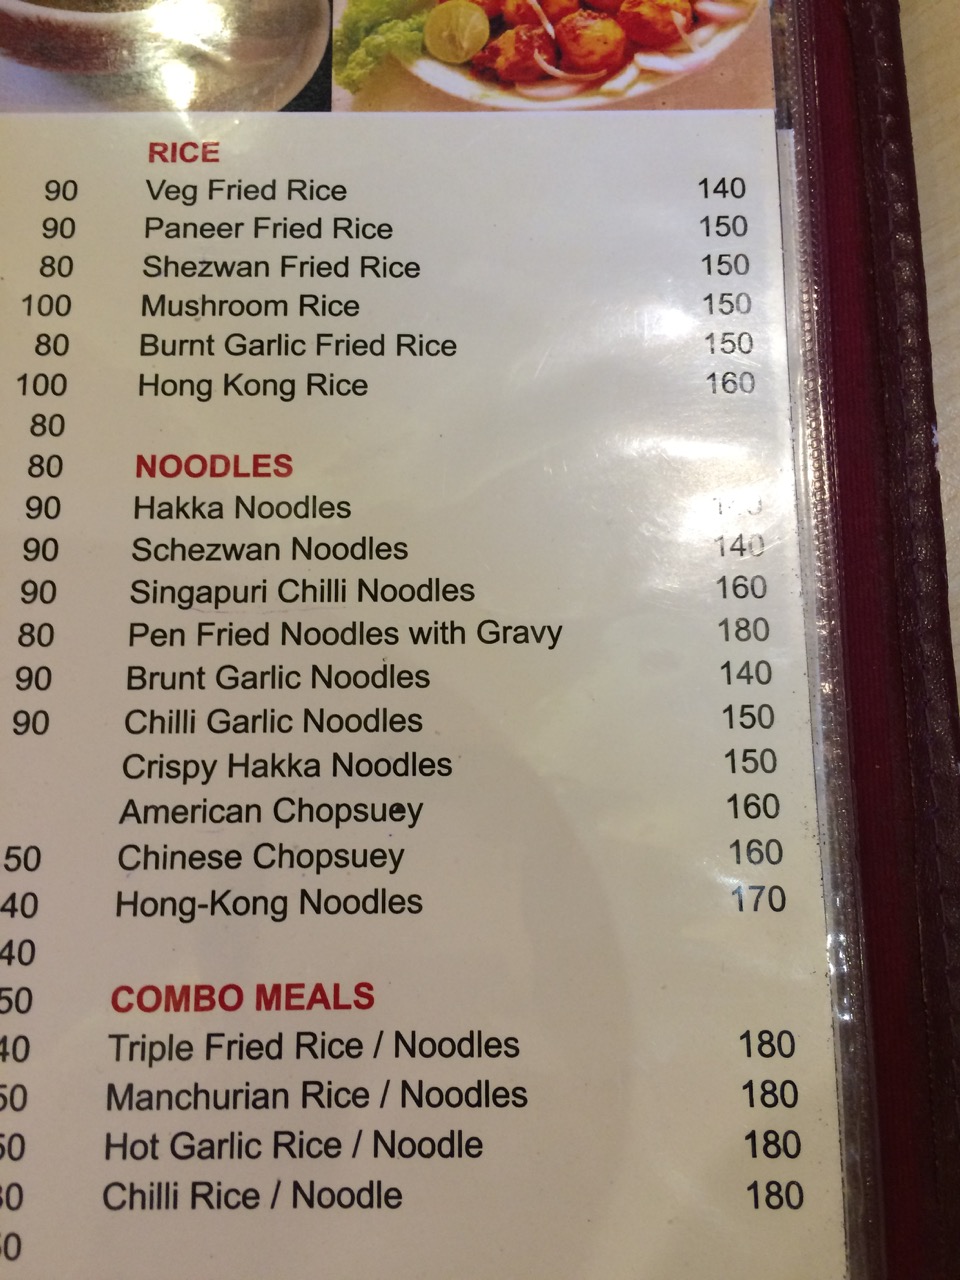 RICE
90 Veg Fried Rice 140
90 Paneer Fried Rice 150
80 Shezwan Fried Rice 150
100 Mushroom Rice 150
80 Burnt Garlic Fried Rice 150
100 Hong Kong Rice 160
80
80 NOODLES
90 Hakka Noodles
90 Schezwan Noodles 140
90 Singapuri Chilli Noodles 160
80 Pen Fried Noodles with Gravy 180
90 Brunt Garlic Noodles 140
90 Chilli Garlic Noodles 150
Crispy Hakka Noodles 150
American Chopsuey 160
50 Chinese Chopsuey 160
40 Hong-Kong Noodles 170
40
50 COMBO MEALS
40 Triple Fried Rice / Noodles 180
50 Manchurian Rice / Noodles 180
50 Hot Garlic Rice / Noodle 180
Chilli Rice / Noodle 180